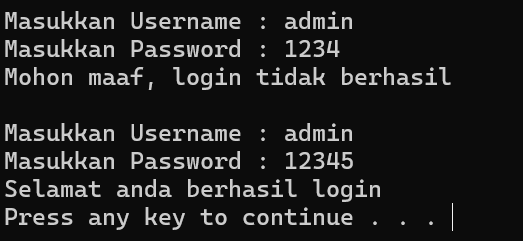 Masukkan Username : admin
Masukkan Password : 1234
Mohon maaf, login tidak berhasil
Masukkan Username : admin
Masukkan Password : 12345
Selamat anda berhasil login
Press any key to continue . . .